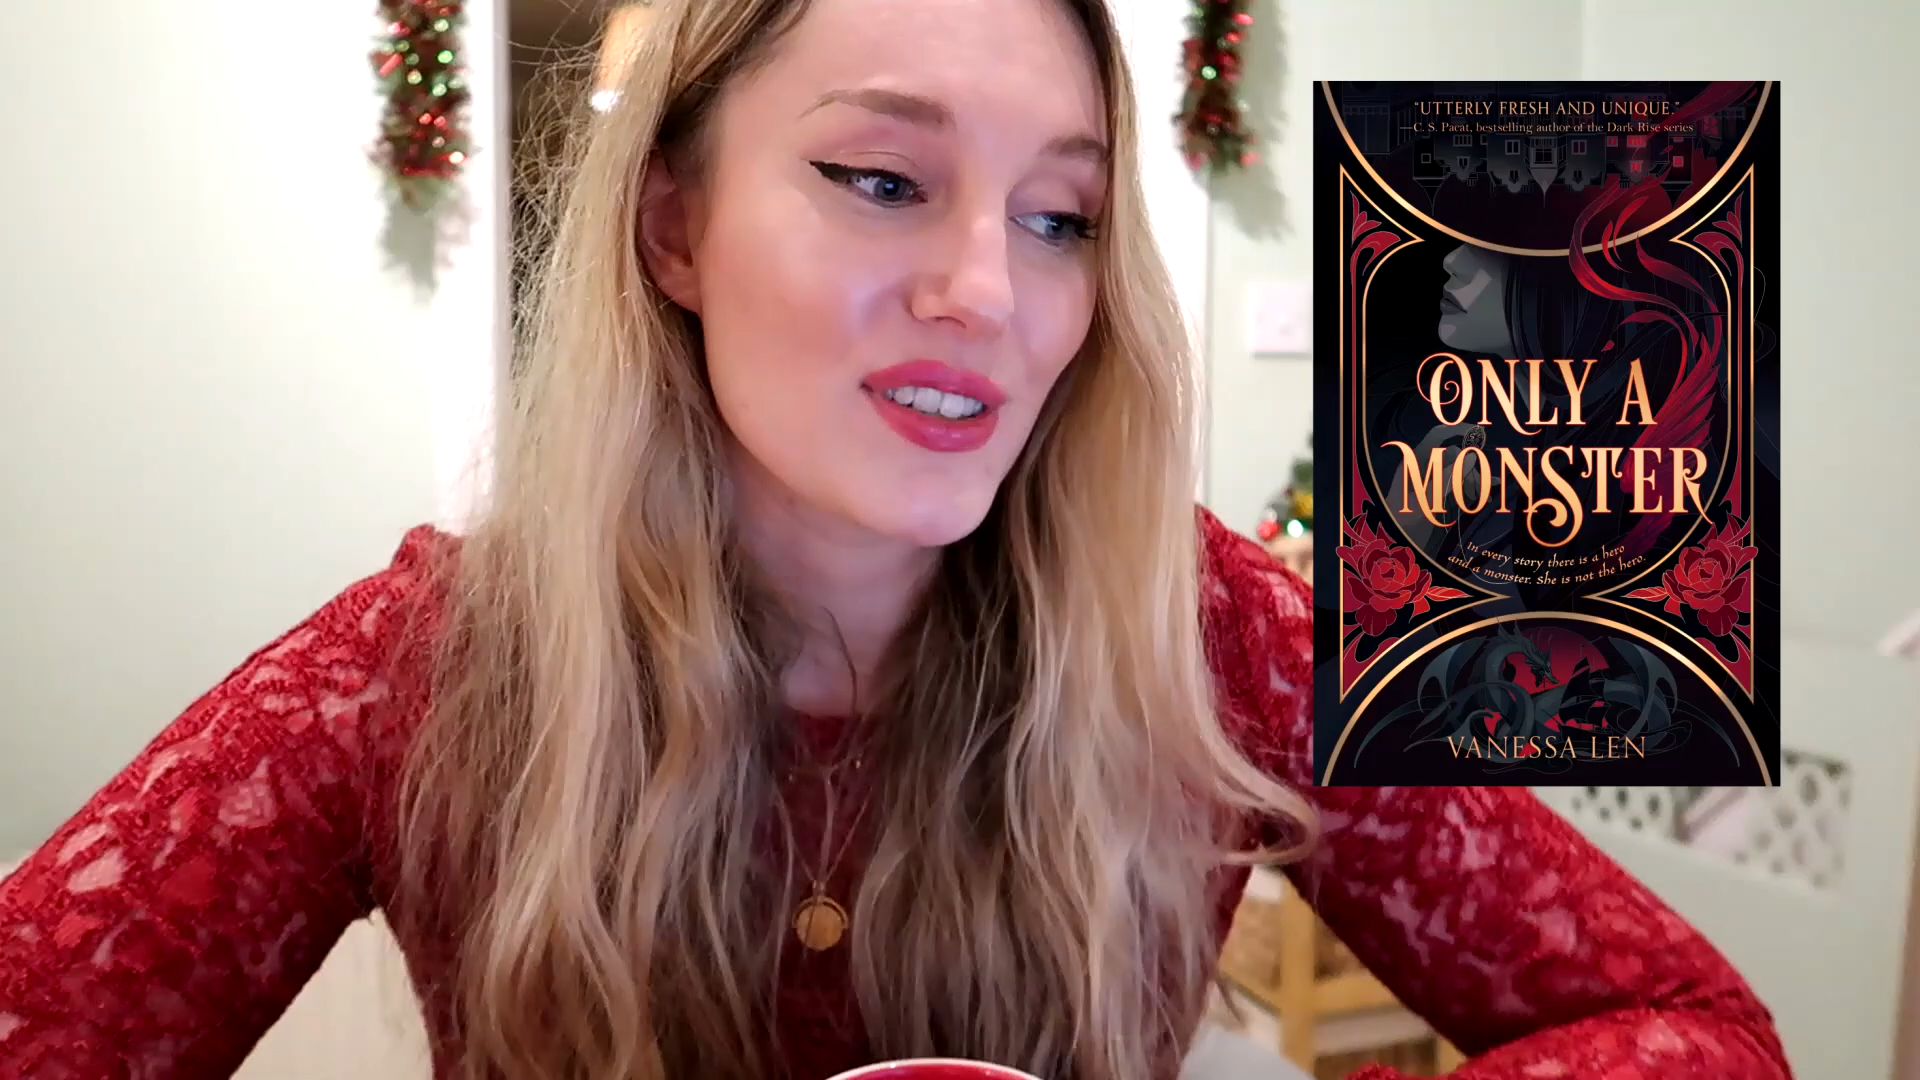 "UTTERLY FRESH AND UNIQUE."
—C. S. Pacat, bestselling author of the Dark Rise series
ONLY A
MONSTER
In every story there is a hero
and a monster. She is not the hero.
VANESSA LEN